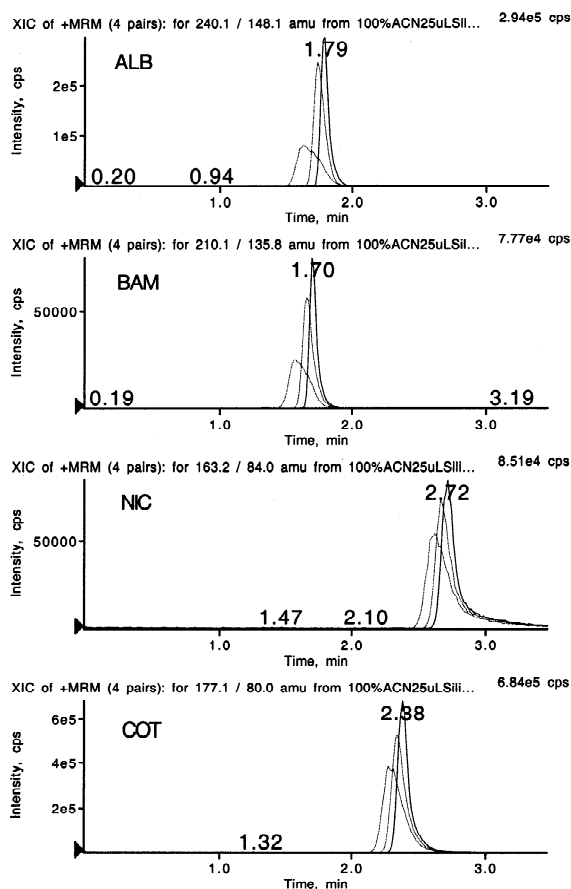 XIC of +MRM (4 pairs): for 240.1 / 148.1 amu from 100%ACN25uLSil... 2.94e5 cps
ALB
1.79
2e5
1e5
Intensity, cps
0.20 0.94
1.0 2.0 3.0
Time, min
XIC of +MRM (4 pairs): for 210.1 / 135.8 amu from 100%ACN25uLSil... 7.77e4 cps
BAM
1.70
50000
Intensity, cps
0.19 3.19
1.0 2.0 3.0
Time, min
XIC of +MRM (4 pairs): for 163.2 / 84.0 amu from 100%ACN25uLSili... 8.51e4 cps
NIC
2.72
50000
Intensity, cps
1.47 2.10
1.0 2.0 3.0
Time, min
XIC of +MRM (4 pairs): for 177.1 / 80.0 amu from 100%ACN25uLSili... 6.84e5 cps
COT
2.38
6e5
4e5
2e5
Intensity, cps
1.32
1.0 2.0 3.0
Time, min